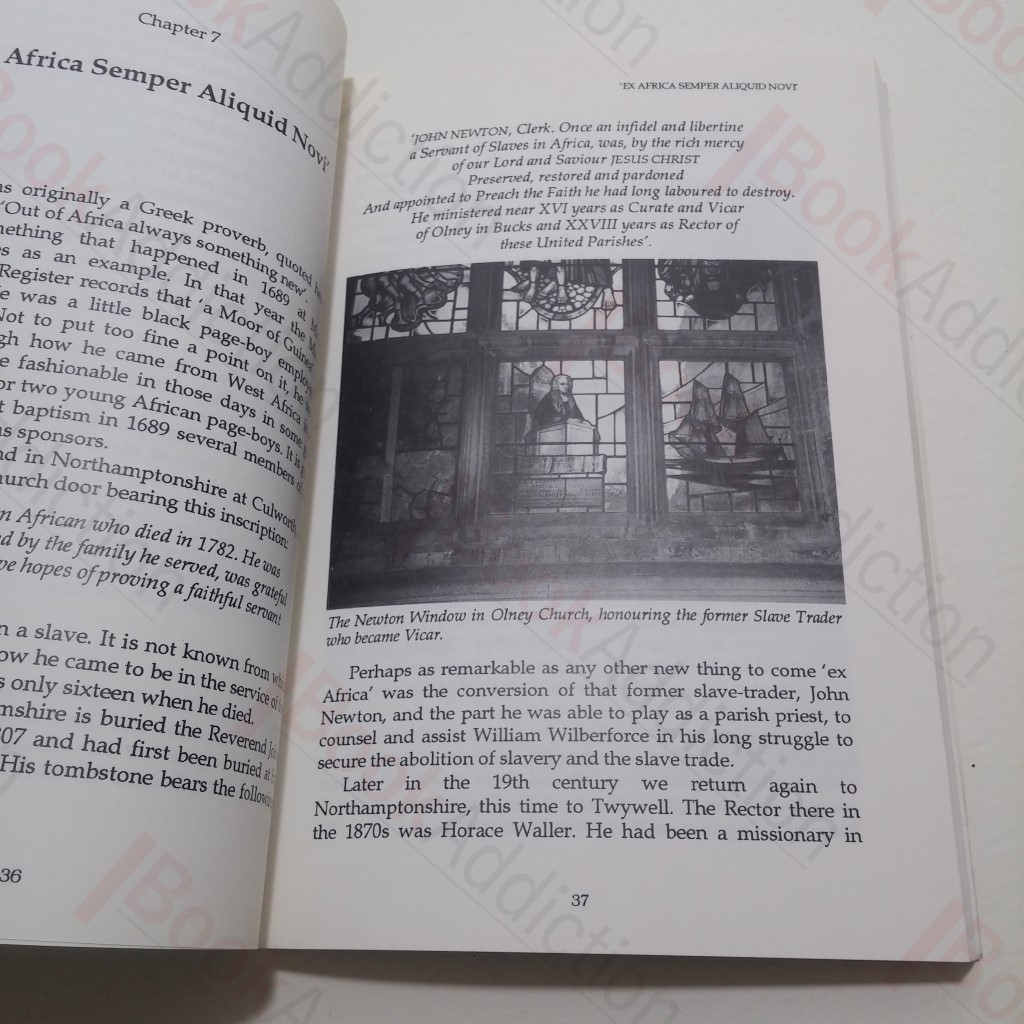 Chapter 7
Africa Semper Aliquid Novi'
originally a Greek proverb, quoted
'Out of Africa always something new'.
that happened in 1689 at
as an example. In that year the
Register records that 'a Moor of
was a little black page-boy
Not to put too fine a point on it, he
how he came from West Africa
fashionable in those days in some
or two young African page-boys. It is
baptism in 1689 several members of
sponsors.
in Northamptonshire at Culworth
door bearing this inscription:
African who died in 1782. He was
by the family he served, was grateful
hopes of proving a faithful servant
a slave. It is not known from
how he came to be in the service of
only sixteen when he died.
is buried the Reverend
and had first been buried at
His tombstone bears the
36
'EX AFRICA SEMPER ALIQUID NOVI'
'JOHN NEWTON, Clerk. Once an infidel and libertine
a Servant of Slaves in Africa, was, by the rich mercy
of our Lord and Saviour JESUS CHRIST
Preserved, restored and pardoned
And appointed to Preach the Faith he had long laboured to destroy.
He ministered near XVI years as Curate and Vicar
of Olney in Bucks and XXVIII years as Rector of
these United Parishes'.
The Newton Window in Olney Church, honouring the former Slave Trader
who became Vicar.
Perhaps as remarkable as any other new thing to come 'ex
Africa' was the conversion of that former slave-trader, John
Newton, and the part he was able to play as a parish priest, to
counsel and assist William Wilberforce in his long struggle to
secure the abolition of slavery and the slave trade.
Later in the 19th century we return again to
Northamptonshire, this time to Twywell. The Rector there in
the 1870s was Horace Waller. He had been a missionary in
37
BookAddiction